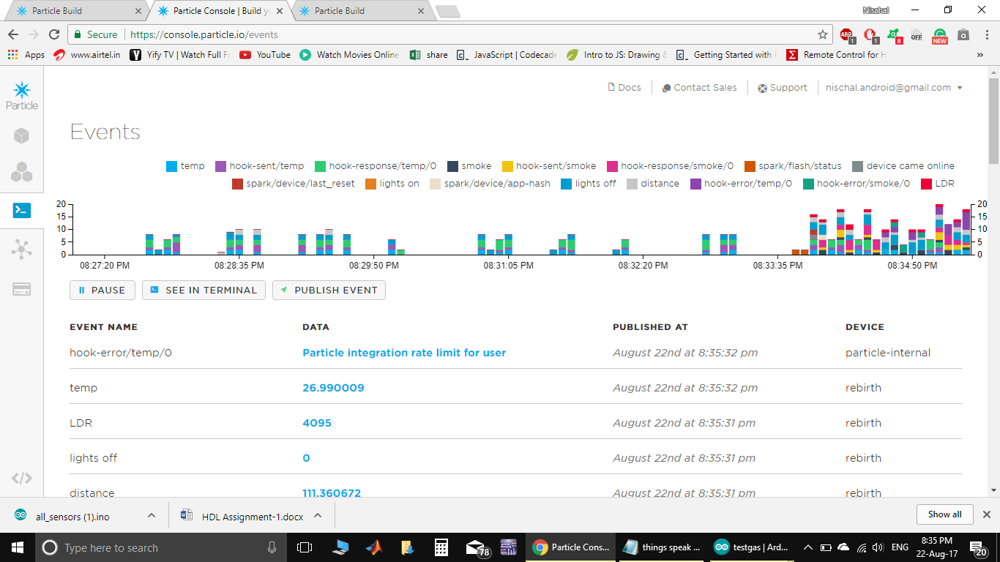 Particle Build
Particle Console | Build yo
Particle Build
Nischal
Secure
https://console.particle.io/events
ABP
1
1
8
OFF
NEW
Apps
www.airtel.in
Yify TV | Watch Full F
YouTube
Watch Movies Online
share
JavaScript | Codecade
Intro to JS: Drawing &
Getting Started with
Remote Control for H
Particle
Docs
Contact Sales
Support
nischal.android@gmail.com
Events
temp
hook-sent/temp
hook-response/temp/0
smoke
hook-sent/smoke
hook-response/smoke/0
spark/flash/status
device came online
spark/device/last_reset
lights on
spark/device/app-hash
lights off
distance
hook-error/temp/0
hook-error/smoke/0
LDR
20
15
10
5
0
20
15
10
5
0
08:27:20 PM
08:28:35 PM
08:29:50 PM
08:31:05 PM
08:32:20 PM
08:33:35 PM
08:34:50 PM
PAUSE
SEE IN TERMINAL
PUBLISH EVENT
EVENT NAME
DATA
PUBLISHED AT
DEVICE
hook-error/temp/0
Particle integration rate limit for user
August 22nd at 8:35:32 pm
particle-internal
temp
26.990009
August 22nd at 8:35:32 pm
rebirth
LDR
4095
August 22nd at 8:35:31 pm
rebirth
lights off
0
August 22nd at 8:35:31 pm
rebirth
distance
111.360672
August 22nd at 8:35:31 pm
rebirth
all_sensors (1).ino
HDL Assignment-1.docx
Show all
Type here to search
78
Particle Cons...
things speak ...
testgas | Ard...
ENG
8:35 PM
22-Aug-17
20